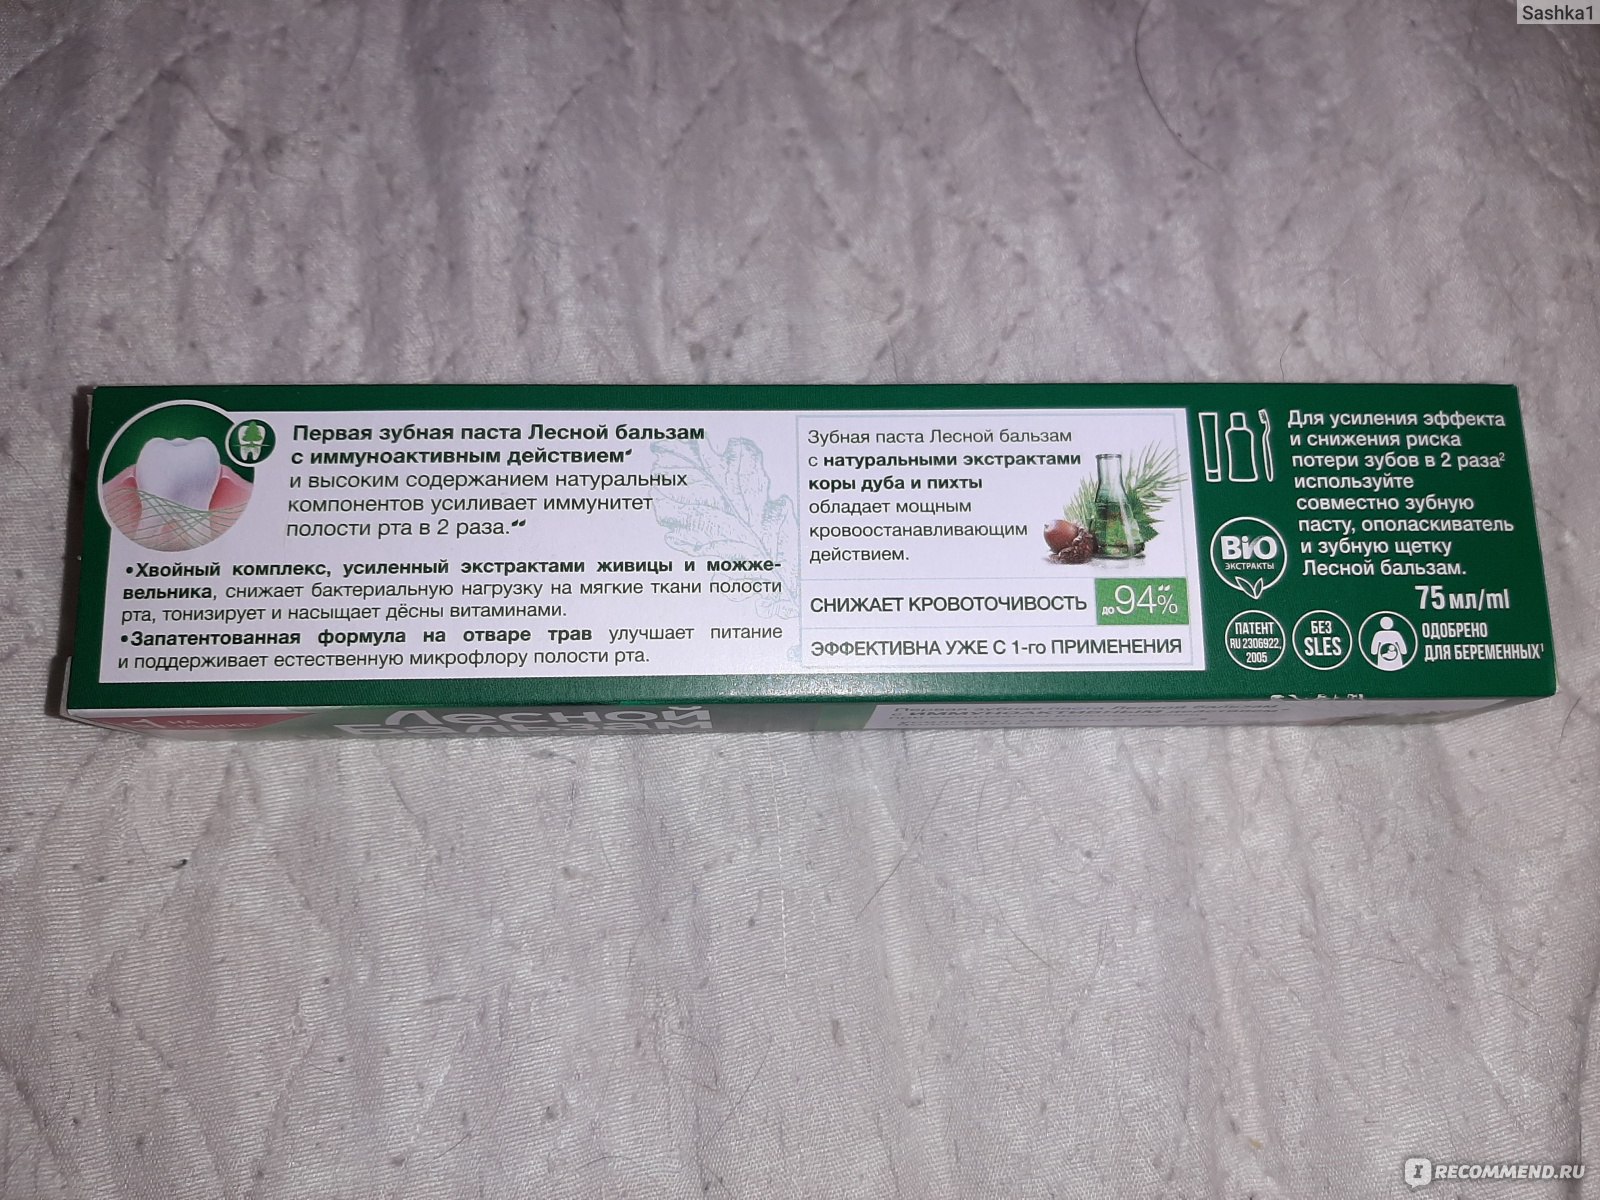 Sashka1
Первая зубная паста Лесной бальзам
с иммуноактивным действием
и высоким содержанием натуральных
компонентов усиливает иммунитет
полости рта в 2 раза.
•Хвойный комплекс, усиленный экстрактами живицы и можже-
вельника, снижает бактериальную нагрузку на мягкие ткани полости
рта, тонизирует и насыщает дёсны витаминами.
•Запатентованная формула на отваре трав улучшает питание
и поддерживает естественную микрофлору полости рта.
Зубная паста Лесной бальзам
с натуральными экстрактами
коры дуба и пихты
обладает мощным
кровоостанавливающим
действием.
СНИЖАЕТ КРОВОТОЧИВОСТЬ до 94%
ЭФФЕКТИВНА УЖЕ С 1-го ПРИМЕНЕНИЯ
Для усиления эффекта
и снижения риска
потери зубов в 2 раза²
используйте
совместно зубную
пасту, ополаскиватель
и зубную щетку
Лесной бальзам.
BiO
ЭКСТРАКТЫ
75 мл/ml
ПАТЕНТ
RU 2306922,
2005
БЕЗ
SLES
ОДОБРЕНО
ДЛЯ БЕРЕМЕННЫХ¹
НА
Лесной
Бальзам
IRECOMMEND.RU